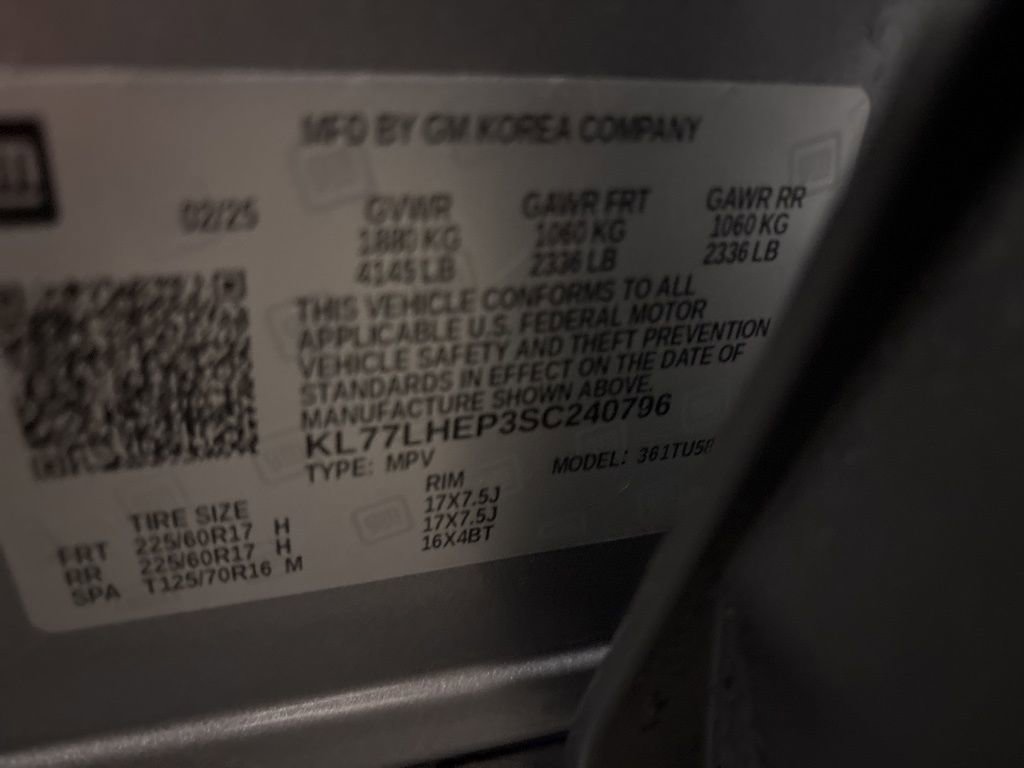 gm
MFD BY GM KOREA COMPANY
02/25 GVWR GAWR FRT GAWR RR
1880 KG 1060 KG 1060 KG
4145 LB 2336 LB 2336 LB
THIS VEHICLE CONFORMS TO ALL
APPLICABLE U.S. FEDERAL MOTOR
VEHICLE SAFETY AND THEFT PREVENTION
STANDARDS IN EFFECT ON THE DATE OF
MANUFACTURE SHOWN ABOVE.
KL77LHEP3SC240796
TYPE: MPV MODEL: 361TU58
TIRE SIZE RIM
FRT 225/60R17 H 17X7.5J
RR 225/60R17 H 17X7.5J
SPA T125/70R16 M 16X4BT